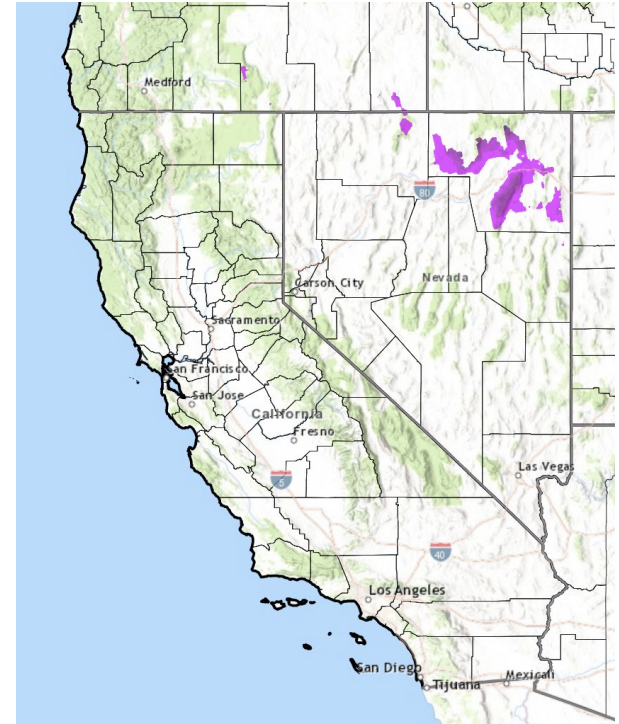 Medford
80
Carson City
Nevada
Sacramento
San Francisco
San Jose
California
Fresno
Las Vegas
5
40
Los Angeles
San Diego
Tijuana
Mexicali